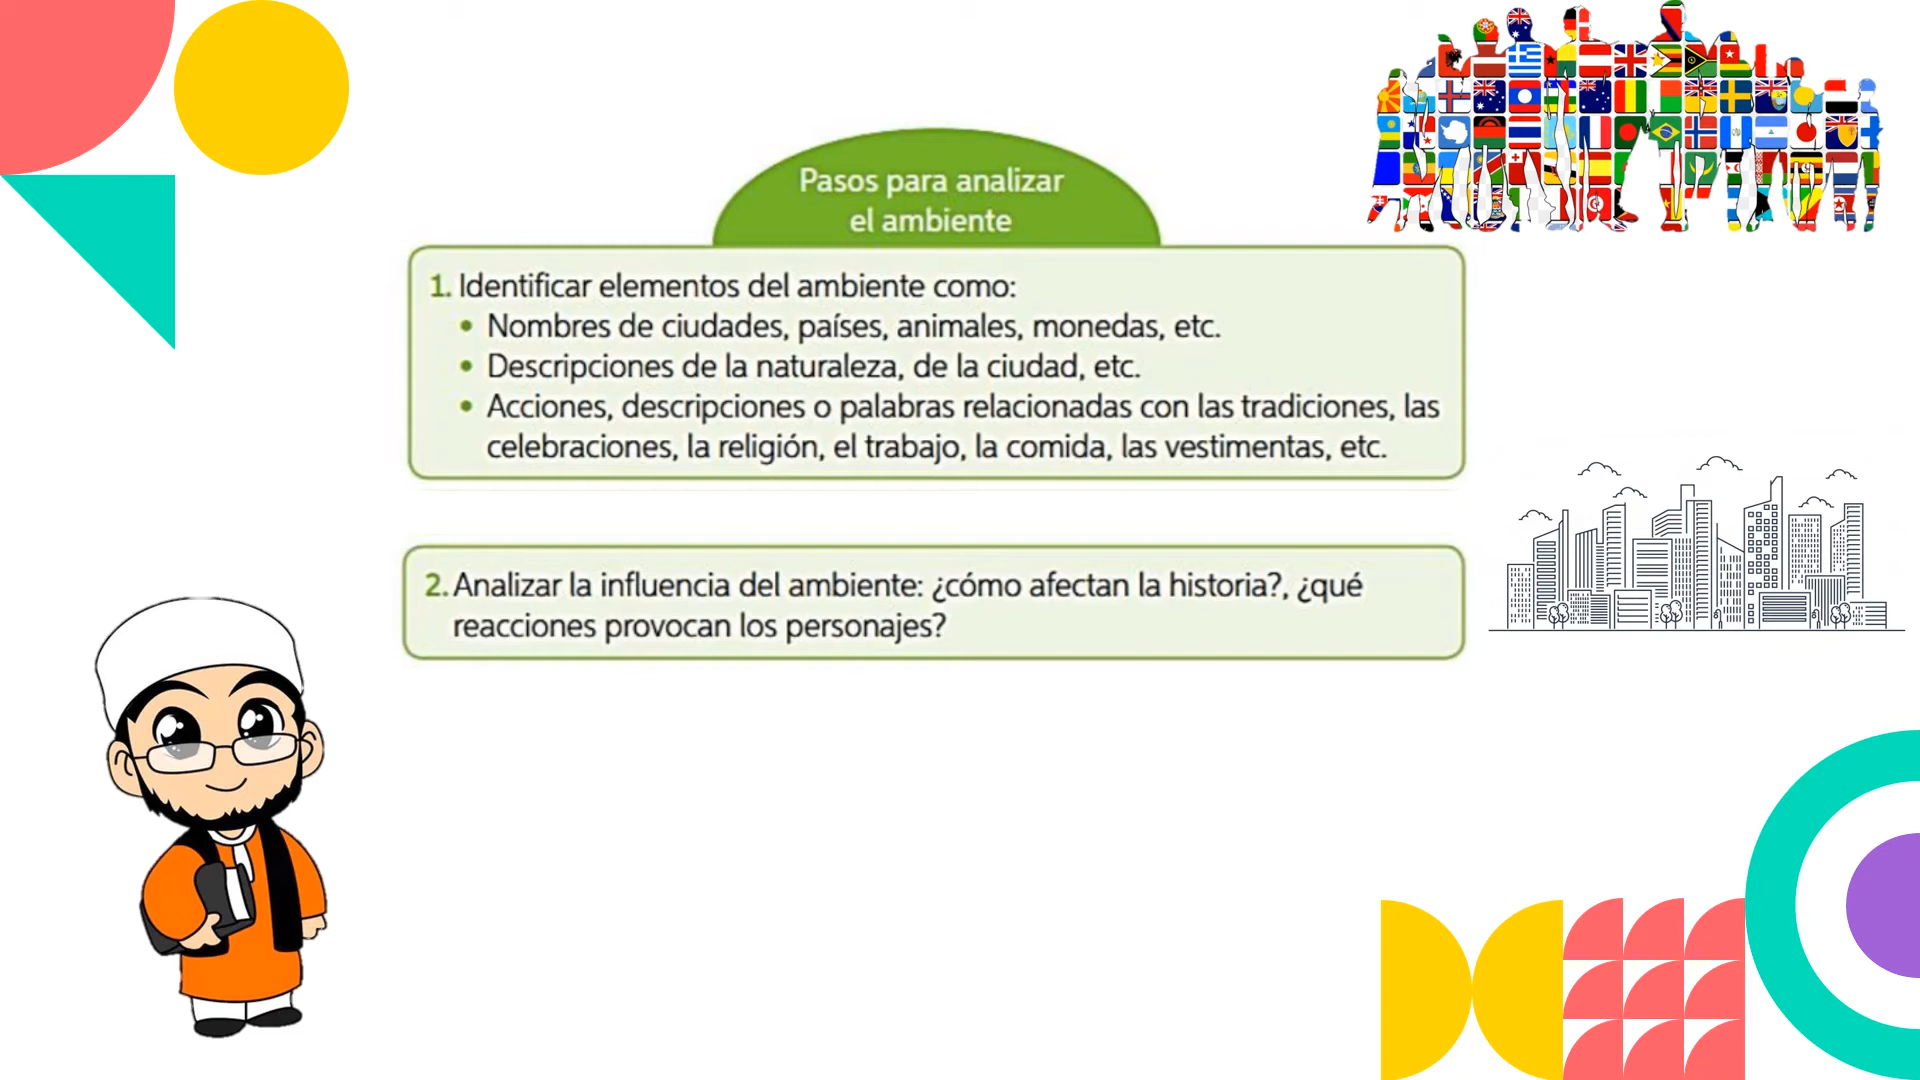 Pasos para analizar
el ambiente
1. Identificar elementos del ambiente como:
• Nombres de ciudades, países, animales, monedas, etc.
• Descripciones de la naturaleza, de la ciudad, etc.
• Acciones, descripciones o palabras relacionadas con las tradiciones, las
celebraciones, la religión, el trabajo, la comida, las vestimentas, etc.
2. Analizar la influencia del ambiente: ¿cómo afectan la historia?, ¿qué
reacciones provocan los personajes?